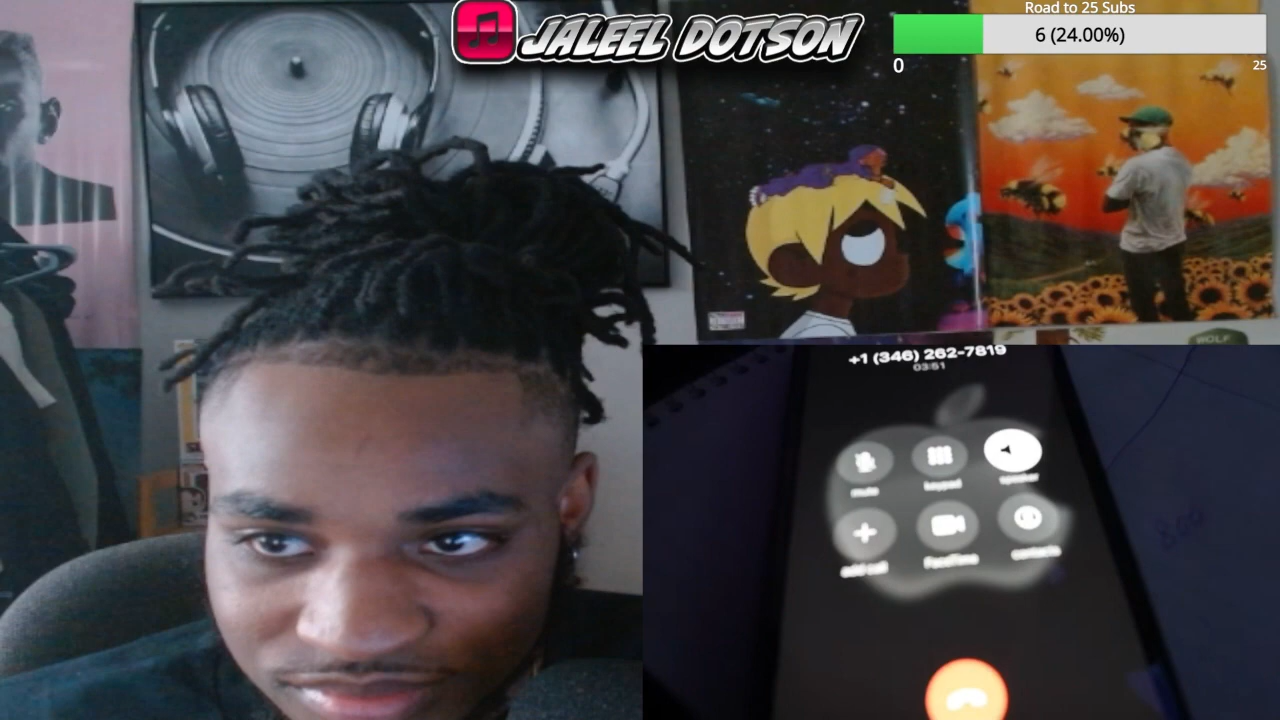 Road to 25 Subs
JALEEL DOTSON
6 (24.00%)
0
25
WOLF
+1 (346) 262-7819
03:51
mute
keypad
speaker
add call
FaceTime
contacts